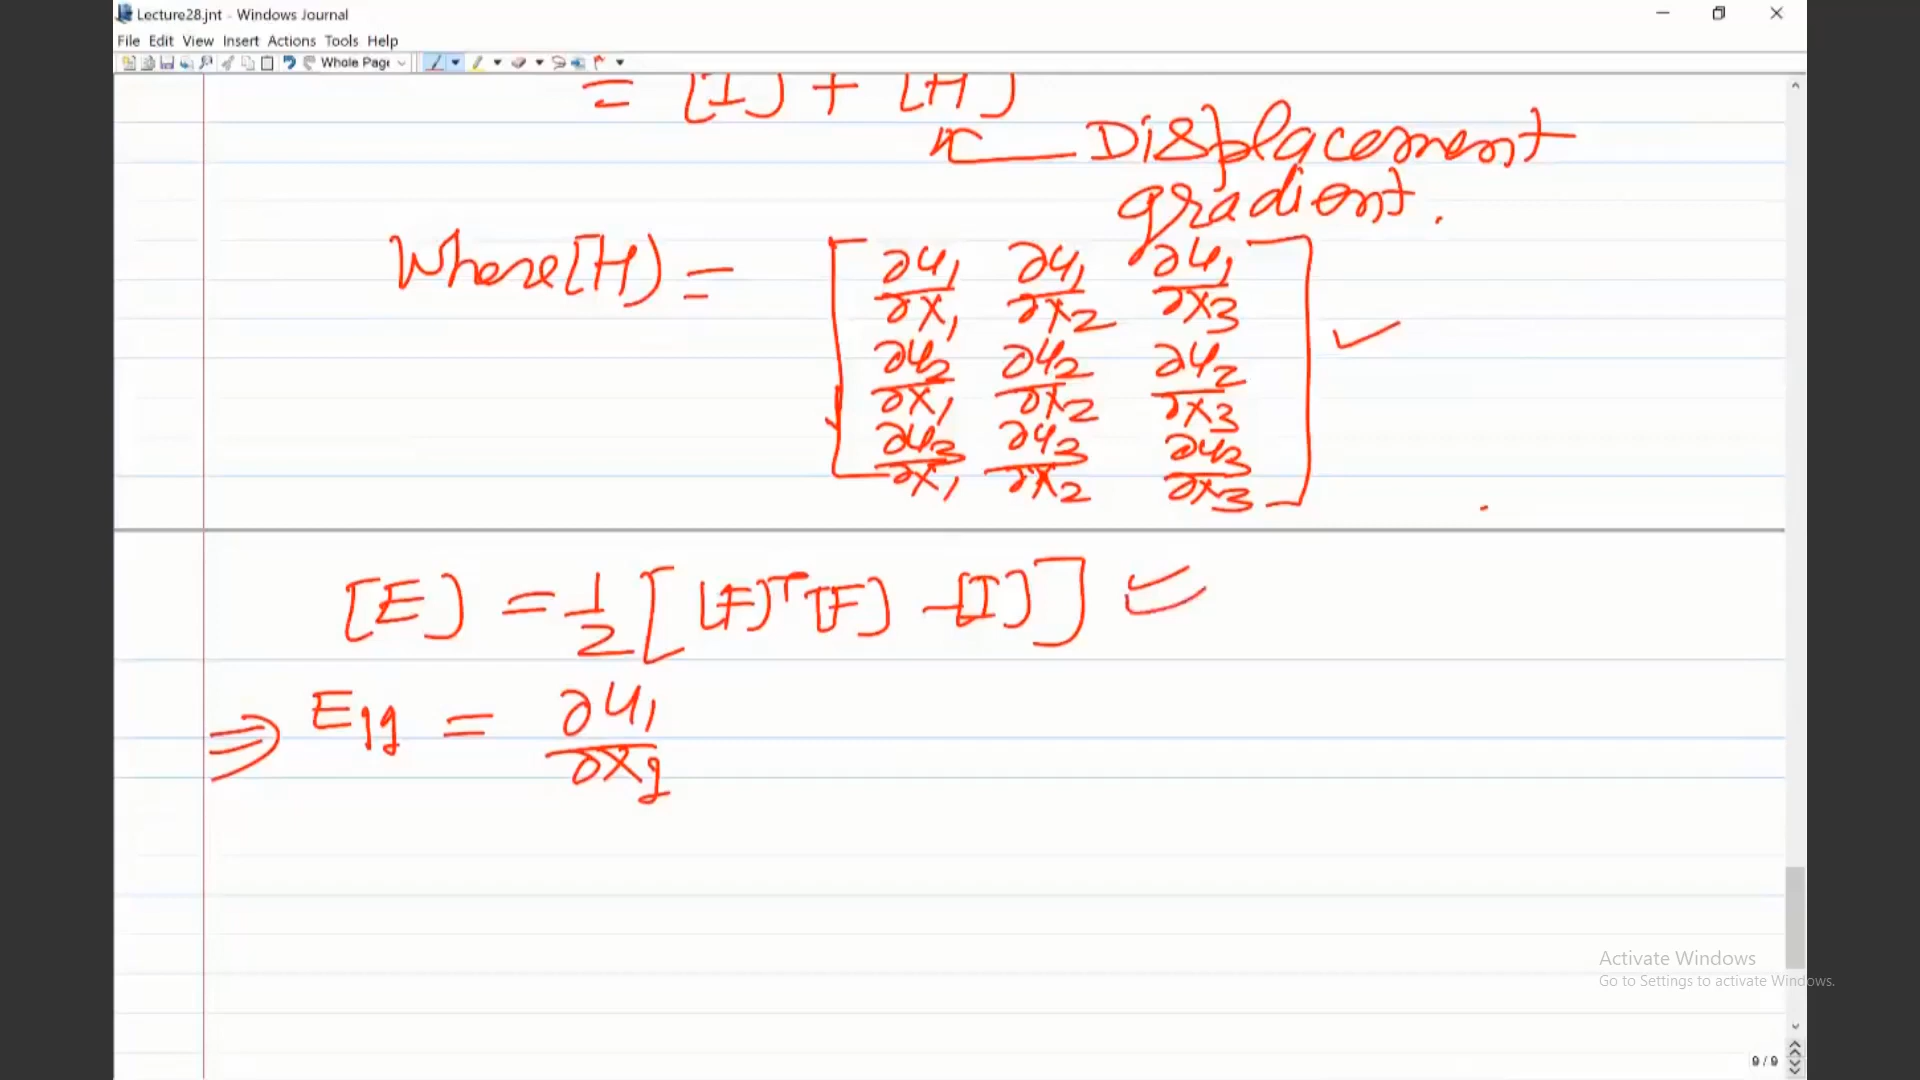 Lecture28.jnt - Windows Journal
File Edit View Insert Actions Tools Help
Whole Page
= [I] + [H]
Displacement
gradient.
Where [H] =
∂u₁/∂X₁ ∂u₁/∂X₂ ∂u₁/∂X₃
∂u₂/∂X₁ ∂u₂/∂X₂ ∂u₂/∂X₃
∂u₃/∂X₁ ∂u₃/∂X₂ ∂u₃/∂X₃
[E] = 1/2 [[F]ᵀ[F] - [I]]
⇒ E₁₉ = ∂u₁/∂X₉
Activate Windows
Go to Settings to activate Windows.
9 / 9